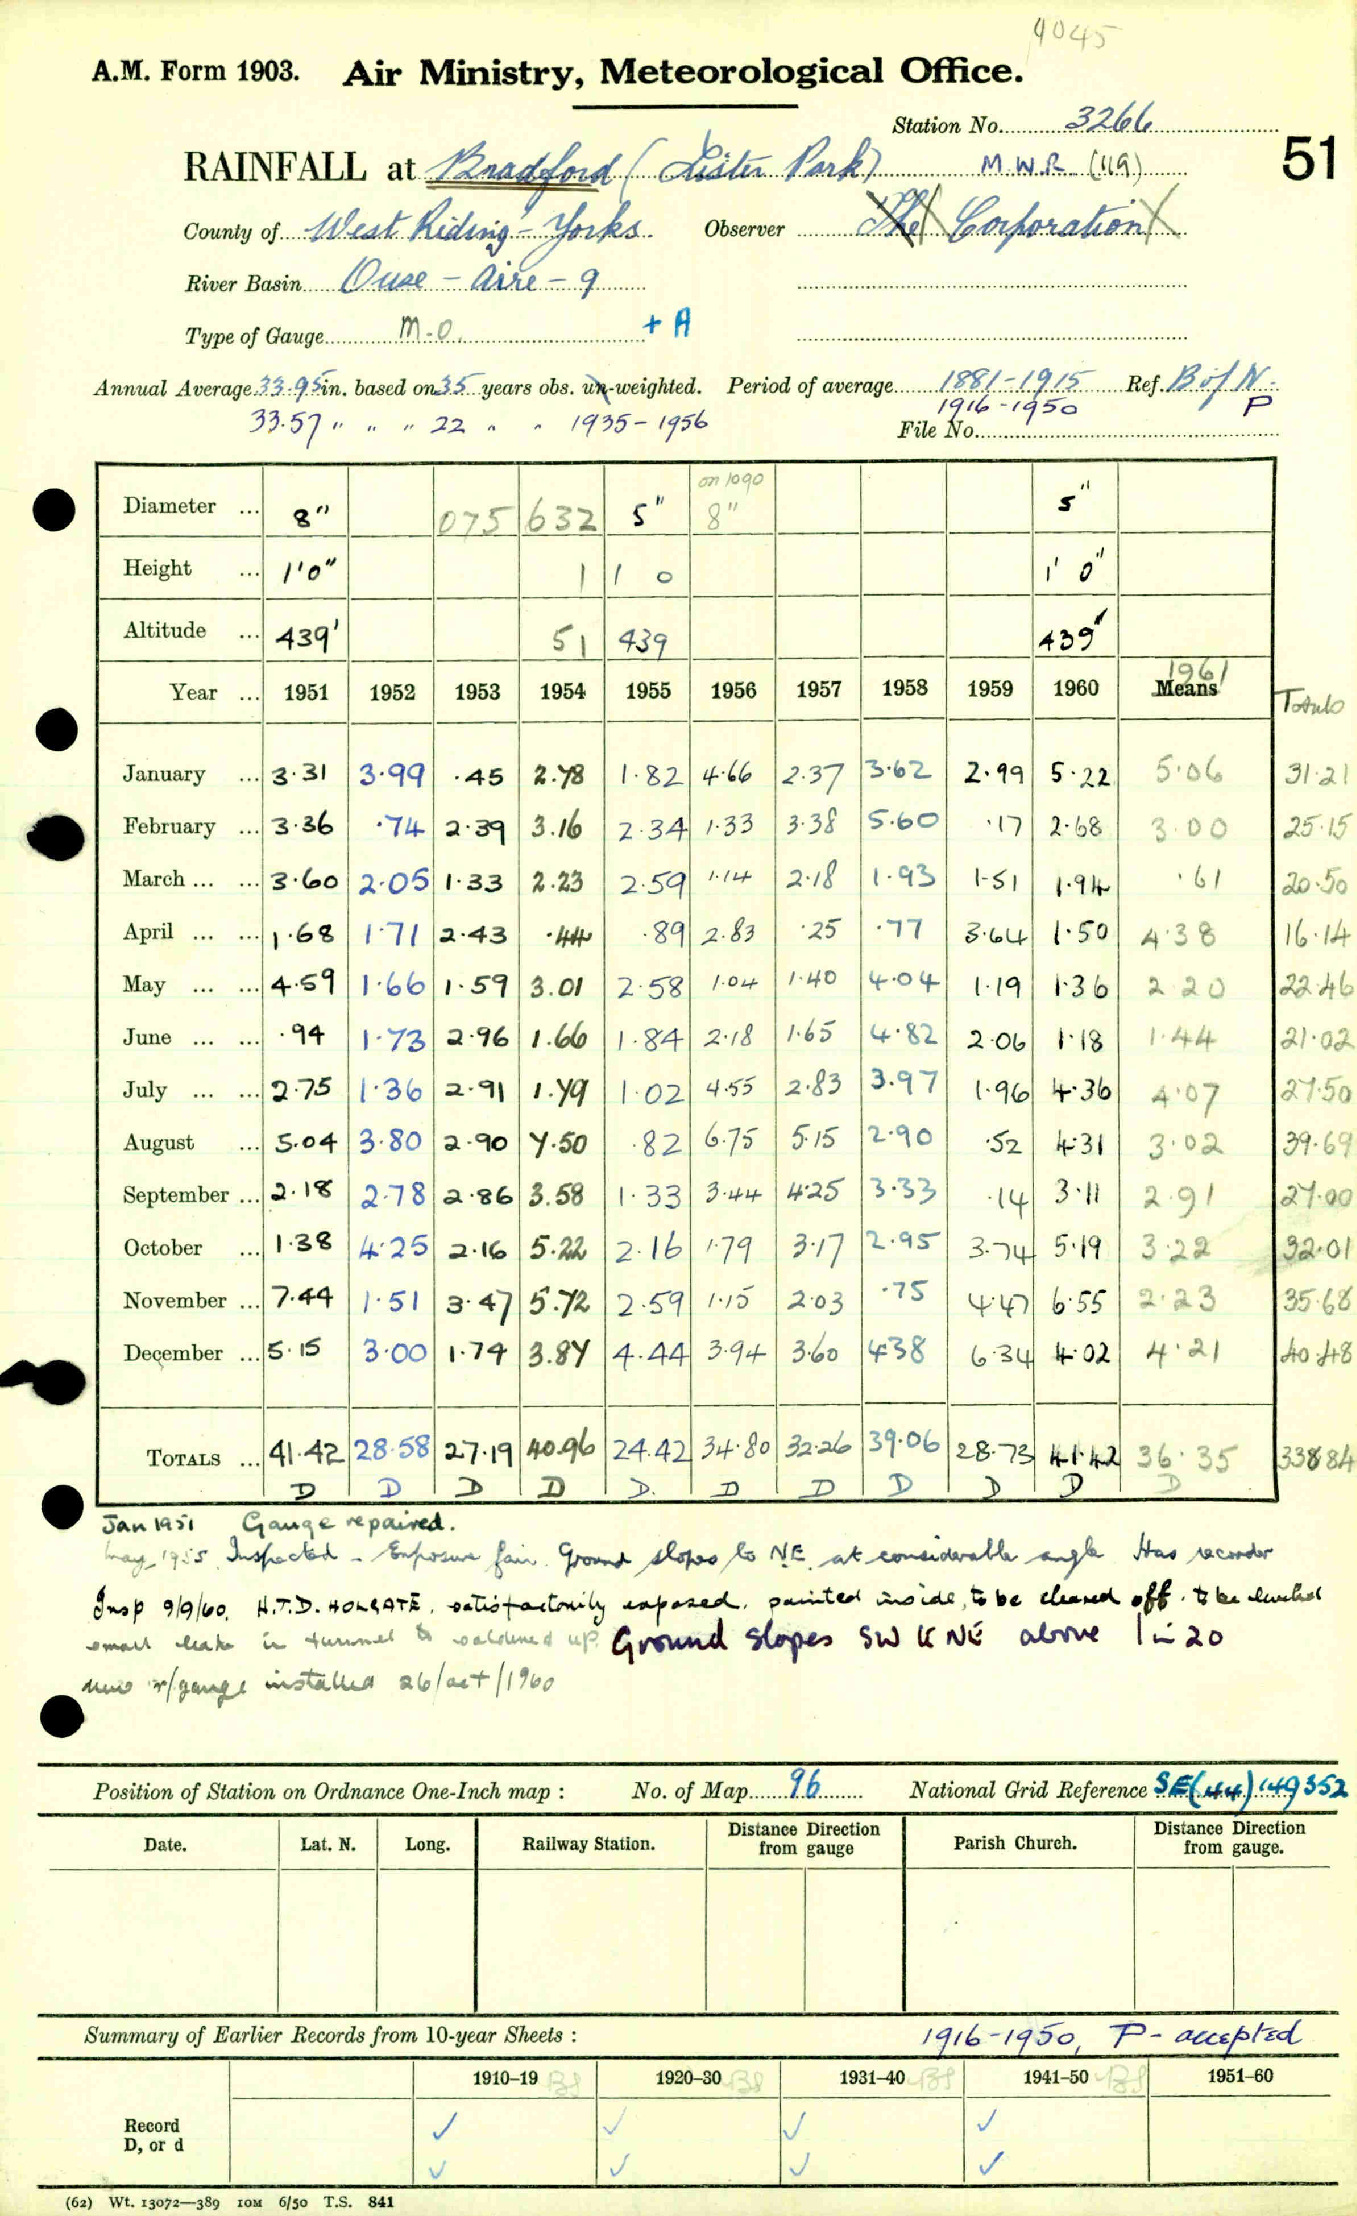 4045
A.M. Form 1903. Air Ministry, Meteorological Office.
Station No. 3266
51
RAINFALL at Bradford (Lister Park) M.W.R. (119)
County of West Riding - Yorks Observer The Corporation
River Basin Ouse - Aire - 9
Type of Gauge M.O. + A
Annual Average 33.95 in. based on 35 years obs. un-weighted. Period of average 1881-1915 Ref. B of N.
33.57 " " " 22 " " 1935-1956 1916-1950 P
File No.
Diameter ... 8" 075 632 5" on 1090 8" 5"
Height ... 1'0" 1 1 0 1' 0"
Altitude ... 439' 51 439 439'
Year ... 1951 1952 1953 1954 1955 1956 1957 1958 1959 1960 Means 1961 Totals
January ... 3.31 3.99 .45 2.78 1.82 4.66 2.37 3.62 2.99 5.22 5.06 31.21
February ... 3.36 .74 2.39 3.16 2.34 1.33 3.38 5.60 .17 2.68 3.00 25.15
March ... ... 3.60 2.05 1.33 2.23 2.59 1.14 2.18 1.93 1.51 1.94 .61 20.50
April ... ... 1.68 1.71 2.43 .44 .89 2.83 .25 .77 3.64 1.50 4.38 16.14
May ... ... 4.59 1.66 1.59 3.01 2.58 1.04 1.40 4.04 1.19 1.36 2.20 22.46
June ... ... .94 1.73 2.96 1.66 1.84 2.18 1.65 4.82 2.06 1.18 1.44 21.02
July ... ... 2.75 1.36 2.91 1.79 1.02 4.55 2.83 3.97 1.96 4.36 4.07 27.50
August ... 5.04 3.80 2.90 7.50 .82 6.75 5.15 2.90 .52 4.31 3.02 39.69
September ... 2.18 2.78 2.86 3.58 1.33 3.44 4.25 3.33 .14 3.11 2.91 27.00
October ... 1.38 4.25 2.16 5.22 2.16 1.79 3.17 2.95 3.74 5.19 3.22 32.01
November ... 7.44 1.51 3.47 5.72 2.59 1.15 2.03 .75 4.47 6.55 2.23 35.68
December ... 5.15 3.00 1.74 3.87 4.44 3.94 3.60 4.38 6.34 4.02 4.21 40.48
TOTALS ... 41.42 28.58 27.19 40.96 24.42 34.80 32.26 39.06 28.73 41.42 36.35 338.84
D D D D D. D D D D D D
Jan 1951 Gauge repaired.
May 1955 Inspected - Exposure fair. Ground slopes to NE at considerable angle Has recorder
Insp 9/9/60. H.T.D. HOLGATE, satisfactorily exposed, painted inside, to be cleaned off. to be levelled
small leak in funnel to soldered up. Ground slopes SW to NE above 1 in 20
new r/gauge installed 26/oct/1960
Position of Station on Ordnance One-Inch map : No. of Map 96 National Grid Reference SE(44) 149352
Date. Lat. N. Long. Railway Station. Distance Direction from gauge Parish Church. Distance Direction from gauge.
Summary of Earlier Records from 10-year Sheets : 1916-1950, P - accepted
1910-19 BS 1920-30 BS 1931-40 BS 1941-50 BS 1951-60
Record ✓ ✓ ✓ ✓
D, or d ✓ ✓ ✓ ✓
(62) Wt. 13072—389 10M 6/50 T.S. 841